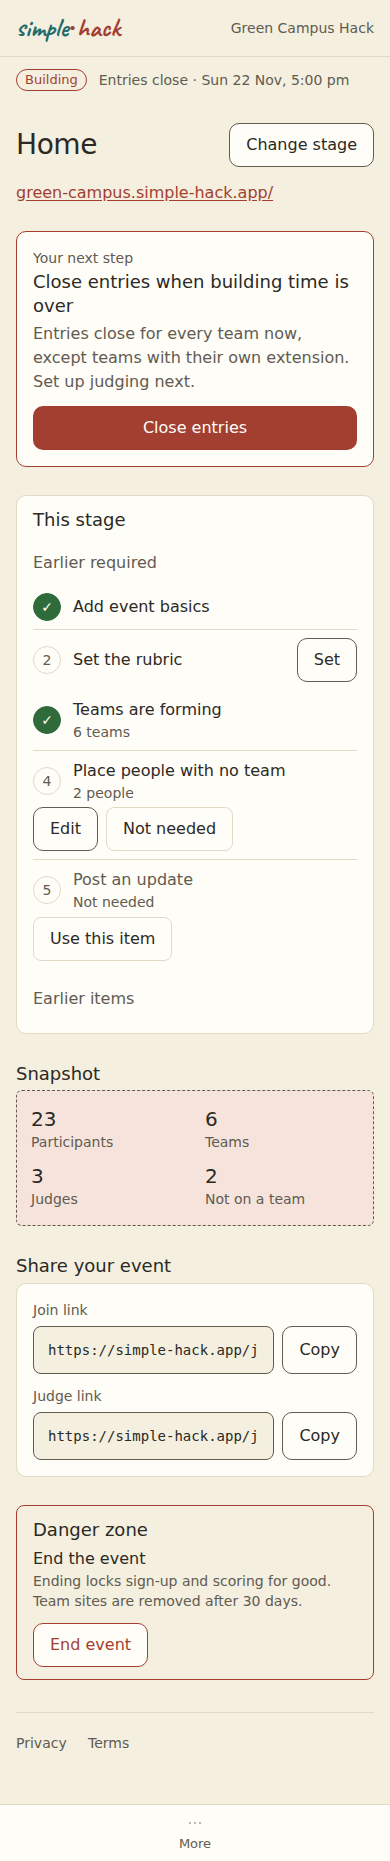 simple·hack
Green Campus Hack
Building
Entries close · Sun 22 Nov, 5:00 pm
Home
Change stage
green-campus.simple-hack.app/
Your next step
Close entries when building time is
over
Entries close for every team now,
except teams with their own extension.
Set up judging next.
Close entries
This stage
Earlier required
✓ Add event basics
2 Set the rubric
Set
✓ Teams are forming
6 teams
4 Place people with no team
2 people
Edit
Not needed
5 Post an update
Not needed
Use this item
Earlier items
Snapshot
23
Participants
6
Teams
3
Judges
2
Not on a team
Share your event
Join link
https://simple-hack.app/j
Copy
Judge link
https://simple-hack.app/j
Copy
Danger zone
End the event
Ending locks sign-up and scoring for good.
Team sites are removed after 30 days.
End event
Privacy
Terms
…
More